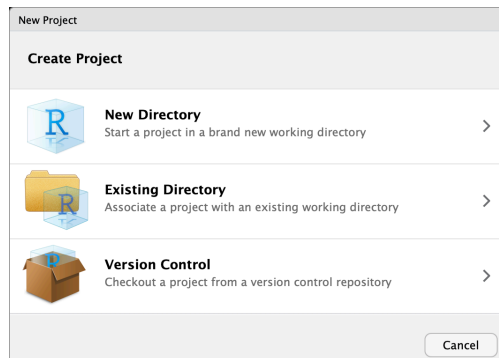 New Project
Create Project
R
New Directory
Start a project in a brand new working directory
R
Existing Directory
Associate a project with an existing working directory
R
Version Control
Checkout a project from a version control repository
Cancel